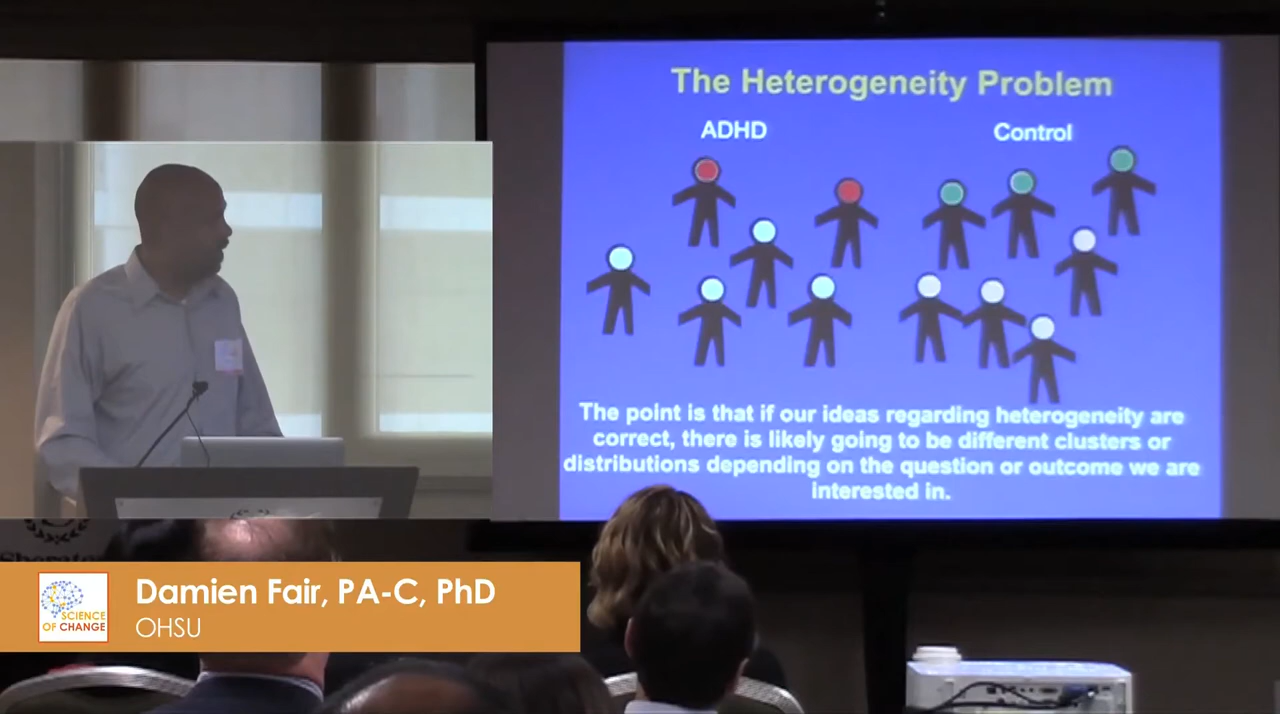 The Heterogeneity Problem
ADHD
Control
The point is that if our ideas regarding heterogeneity are
correct, there is likely going to be different clusters or
distributions depending on the question or outcome we are
interested in.
Sheraton
Damien Fair, PA-C, PhD
OHSU
SCIENCE
OF CHANGE